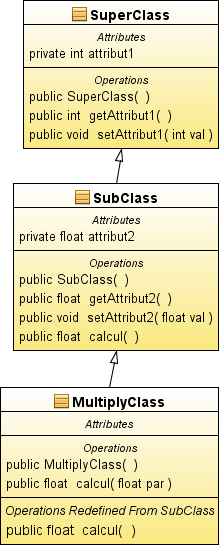 SuperClass
Attributes
private int attribut1
Operations
public SuperClass( )
public int getAttribut1( )
public void setAttribut1( int val )
SubClass
Attributes
private float attribut2
Operations
public SubClass( )
public float getAttribut2( )
public void setAttribut2( float val )
public float calcul( )
MultiplyClass
Attributes
Operations
public MultiplyClass( )
public float calcul( float par )
Operations Redefined From SubClass
public float calcul( )